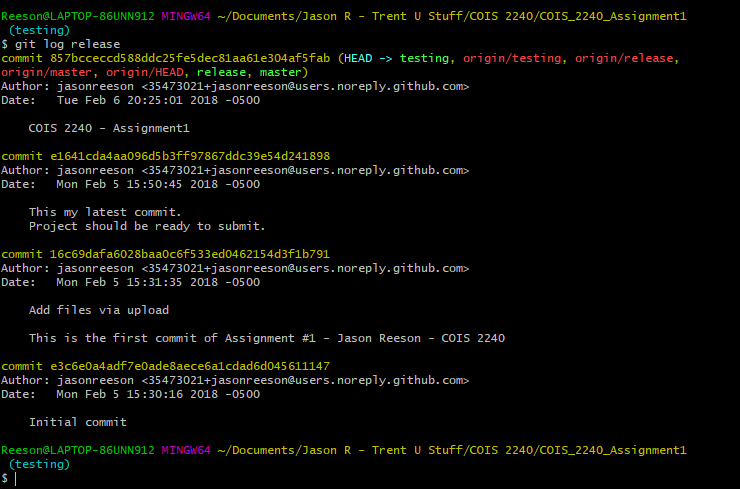 Reeson@LAPTOP-86UNN912 MINGW64 ~/Documents/Jason R - Trent U Stuff/COIS 2240/COIS_2240_Assignment1
(testing)
$ git log release
commit 857bcceccd588ddc25fe5dec81aa61e304af5fab (HEAD -> testing, origin/testing, origin/release,
origin/master, origin/HEAD, release, master)
Author: jasonreeson <35473021+jasonreeson@users.noreply.github.com>
Date:   Tue Feb 6 20:25:01 2018 -0500

    COIS 2240 - Assignment1

commit e1641cda4aa096d5b3ff97867ddc39e54d241898
Author: jasonreeson <35473021+jasonreeson@users.noreply.github.com>
Date:   Mon Feb 5 15:50:45 2018 -0500

    This my latest commit.
    Project should be ready to submit.

commit 16c69dafa6028baa0c6f533ed0462154d3f1b791
Author: jasonreeson <35473021+jasonreeson@users.noreply.github.com>
Date:   Mon Feb 5 15:31:35 2018 -0500

    Add files via upload

    This is the first commit of Assignment #1 - Jason Reeson - COIS 2240

commit e3c6e0a4adf7e0ade8aece6a1cdad6d045611147
Author: jasonreeson <35473021+jasonreeson@users.noreply.github.com>
Date:   Mon Feb 5 15:30:16 2018 -0500

    Initial commit

Reeson@LAPTOP-86UNN912 MINGW64 ~/Documents/Jason R - Trent U Stuff/COIS 2240/COIS_2240_Assignment1
(testing)
$